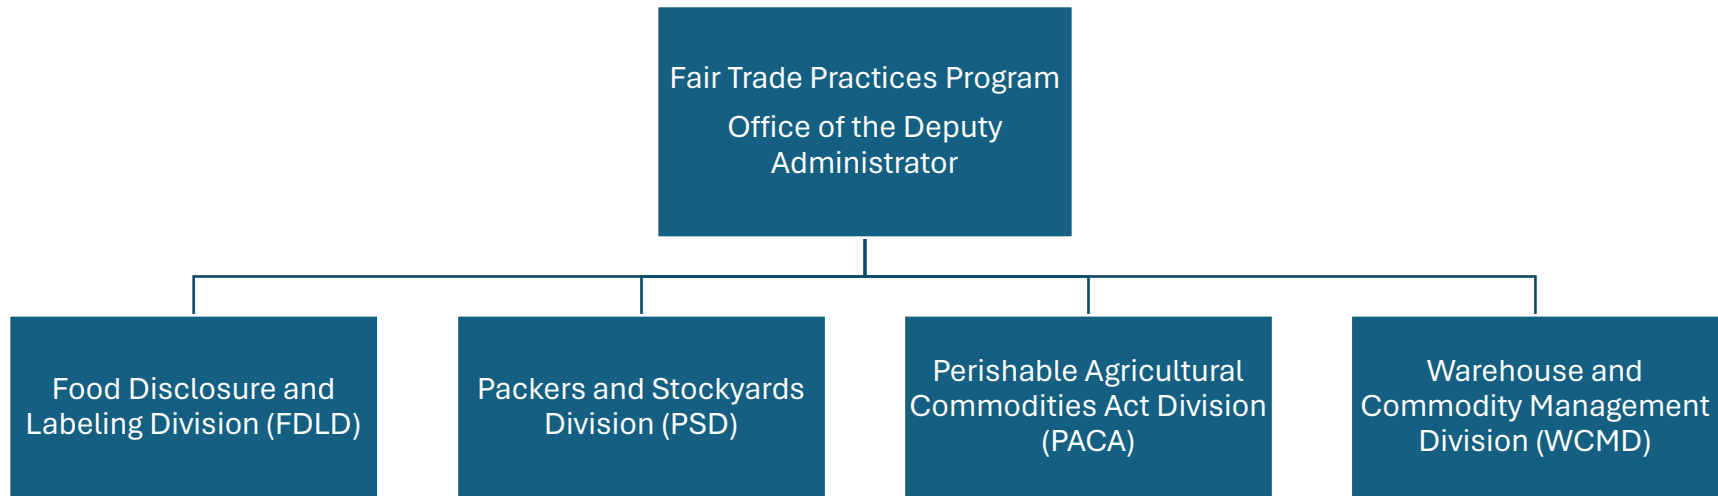 Fair Trade Practices Program
Office of the Deputy
Administrator
Food Disclosure and
Labeling Division (FDLD)
Packers and Stockyards
Division (PSD)
Perishable Agricultural
Commodities Act Division
(PACA)
Warehouse and
Commodity Management
Division (WCMD)